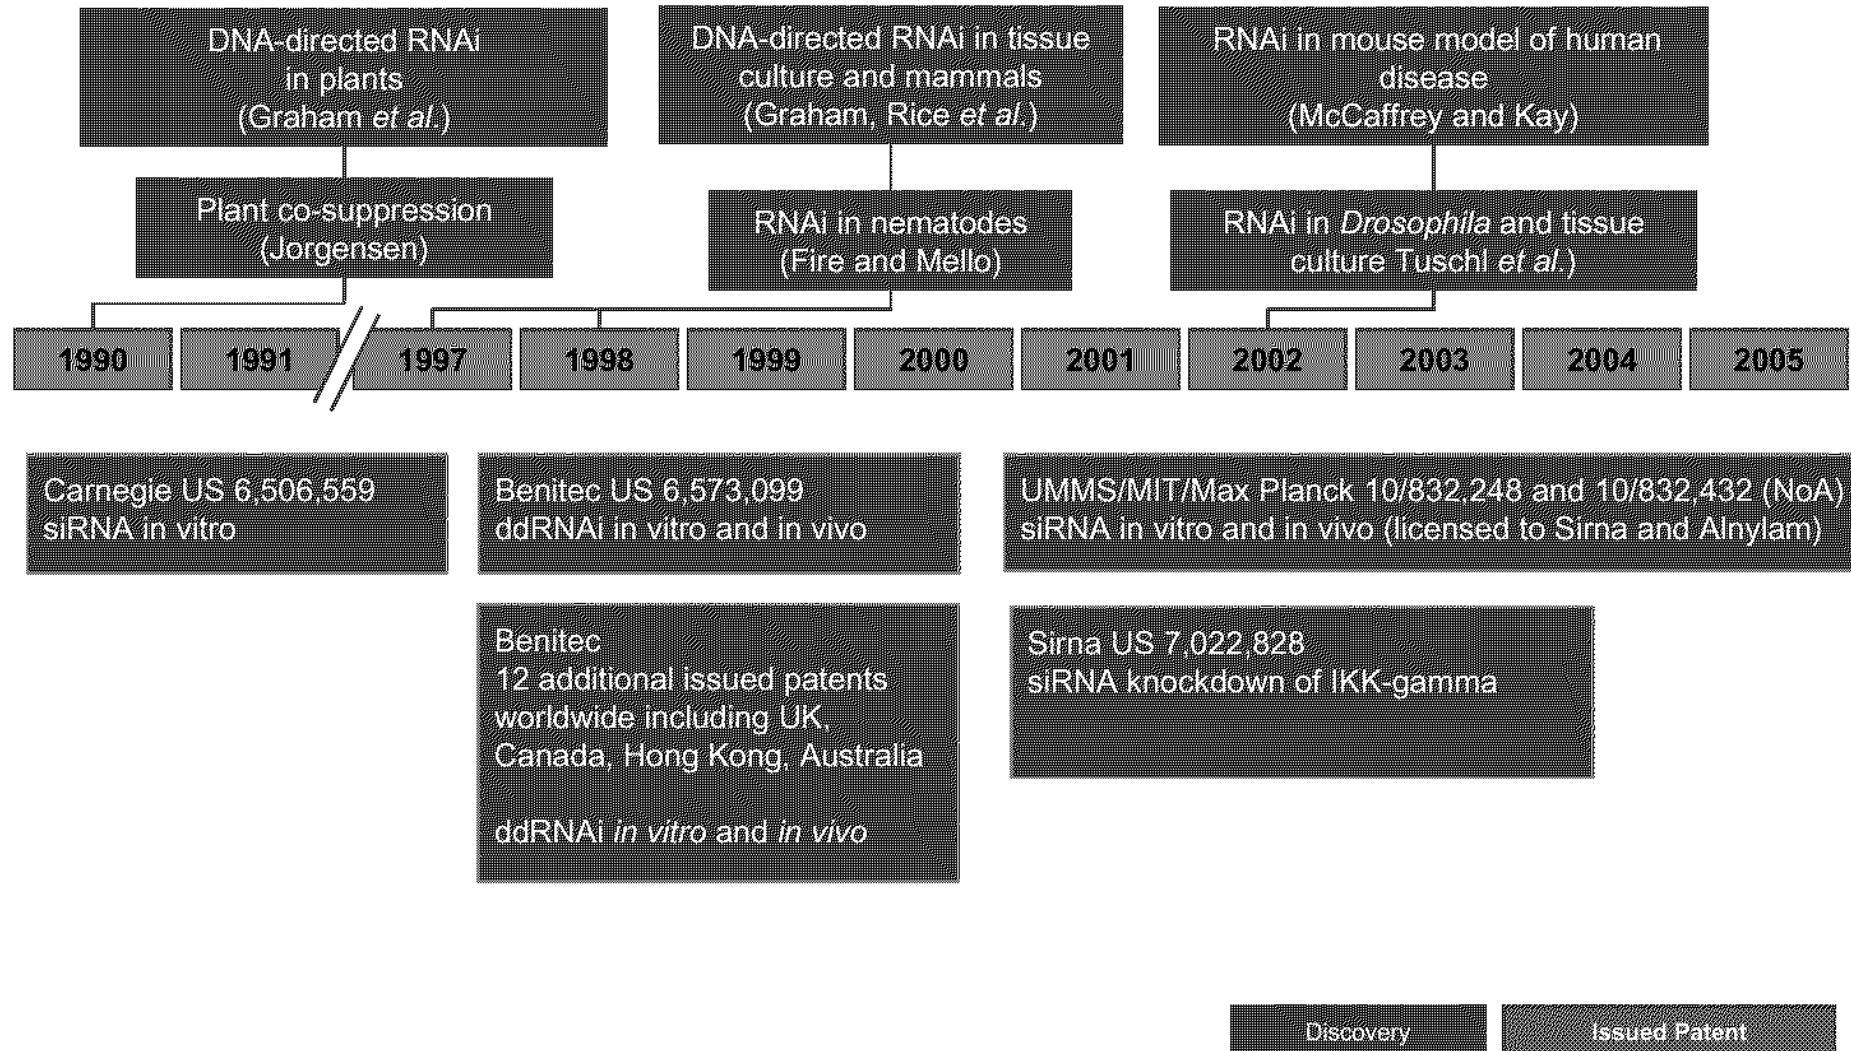 DNA-directed RNAi
in plants
(Graham et al.)
DNA-directed RNAi in tissue
culture and mammals
(Graham, Rice et al.)
RNAi in mouse model of human
disease
(McCaffrey and Kay)
Plant co-suppression
(Jorgensen)
RNAi in nematodes
(Fire and Mello)
RNAi in Drosophila and tissue
culture Tuschl et al.)
1990 1991 1997 1998 1999 2000 2001 2002 2003 2004 2005
Carnegie US 6,506,559
siRNA in vitro
Benitec US 6,573,099
ddRNAi in vitro and in vivo
UMMS/MIT/Max Planck 10/832,248 and 10/832,432 (NoA)
siRNA in vitro and in vivo (licensed to Sirna and Alnylam)
Benitec
12 additional issued patents
worldwide including UK,
Canada, Hong Kong, Australia
ddRNAi in vitro and in vivo
Sirna US 7,022,828
siRNA knockdown of IKK-gamma
Discovery
Issued Patent